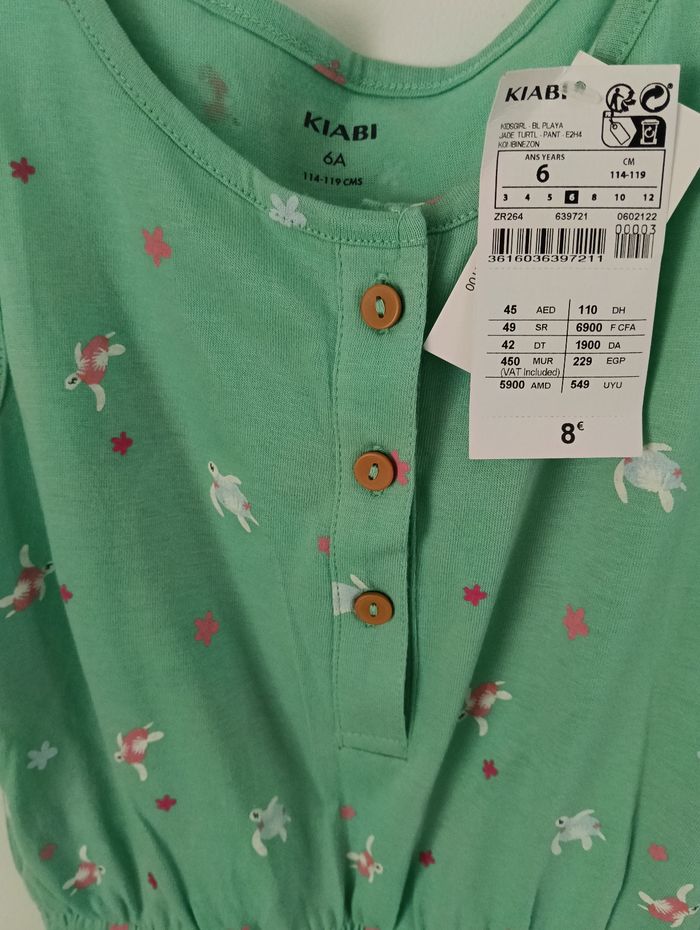 KIABI
6A
114-119 CMS
KIABI
KIDSGIRL - BL PLAYA
JADE TURTL - PANT - E2H4
KOMBINEZON
ANS YEARS
6
CM
114-119
3 4 5 6 8 10 12
ZR264 639721 0602122
00003
3616036397211
45 AED 110 DH
49 SR 6900 F CFA
42 DT 1900 DA
450 MUR 229 EGP
(VAT Included)
5900 AMD 549 UYU
8€